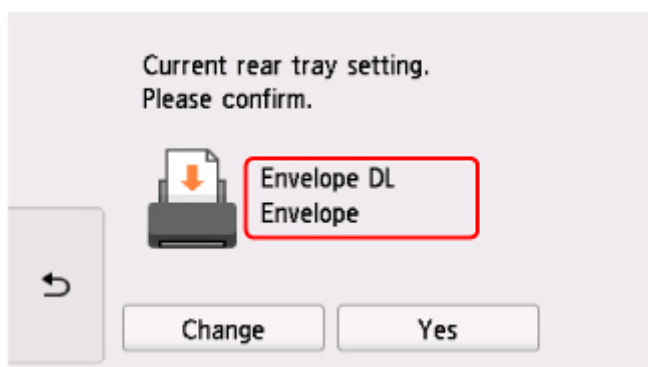 Current rear tray setting.
Please confirm.
Envelope DL
Envelope
Change
Yes